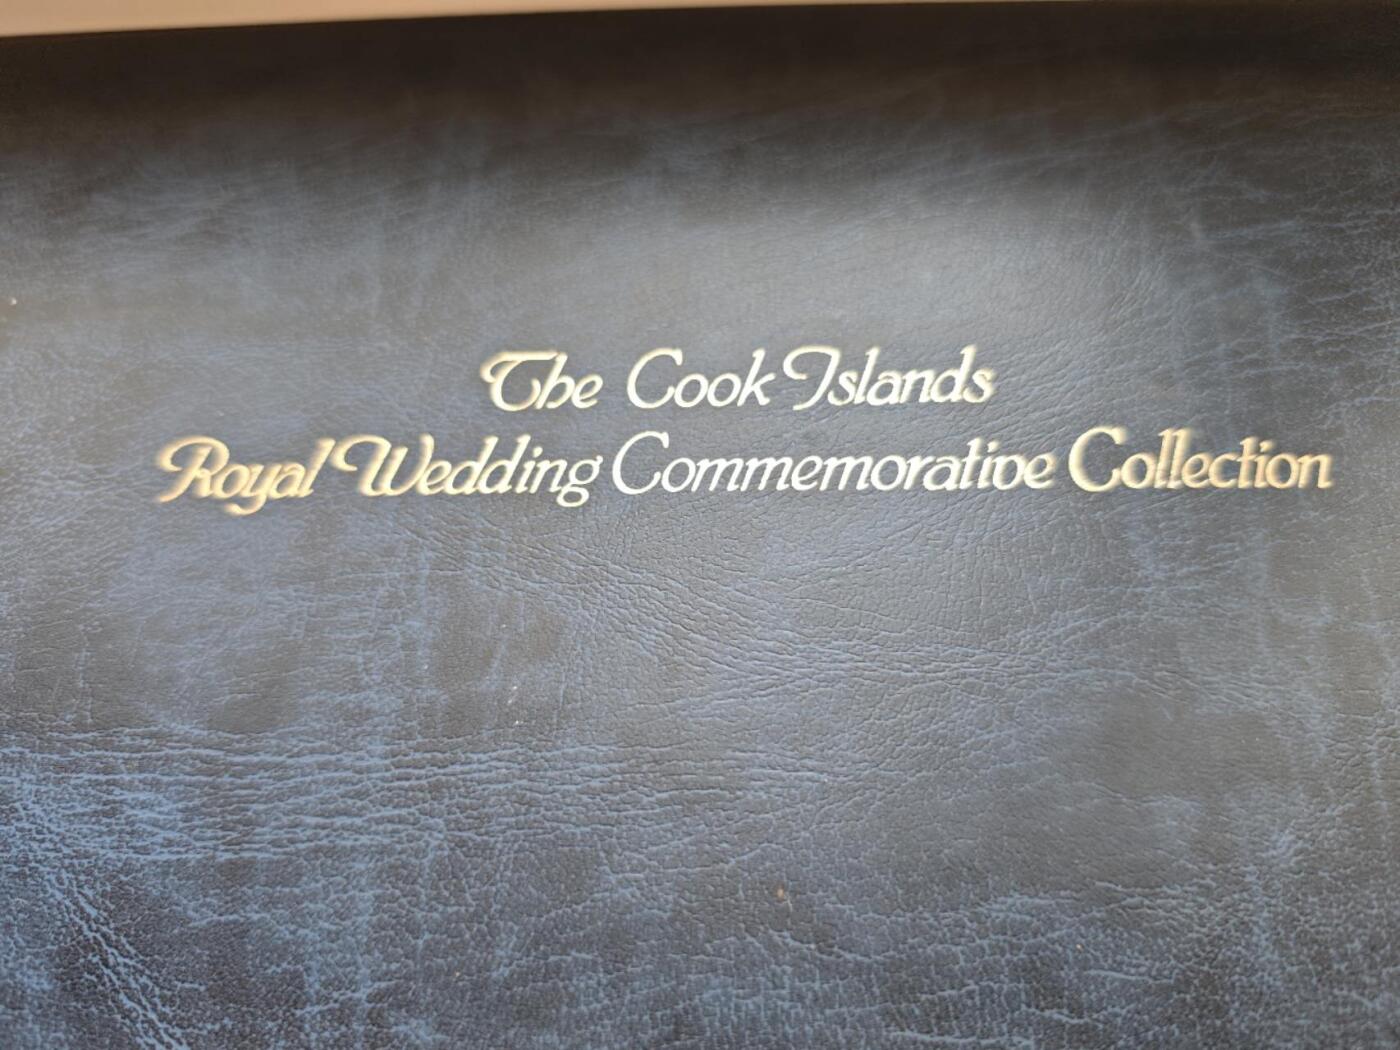 The Cook Islands
Royal Wedding Commemorative Collection